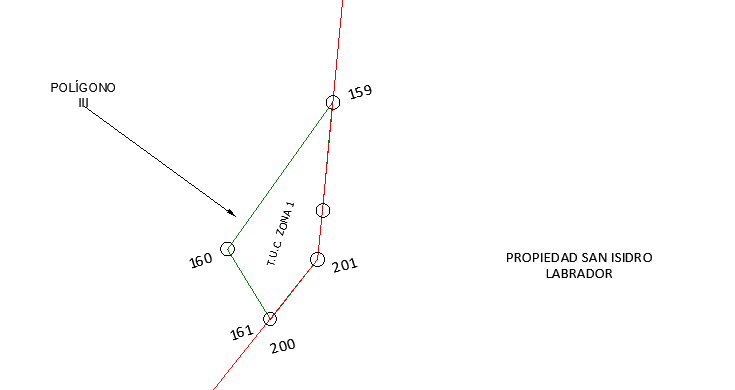 159
POLÍGONO
III
T.U.C. ZONA 1
160
201
PROPIEDAD SAN ISIDRO
LABRADOR
161
200